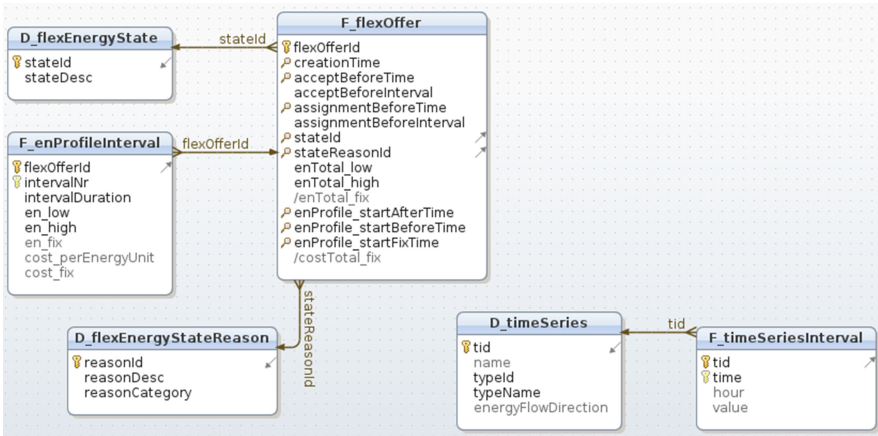 F_flexOffer
flexOfferId
creationTime
acceptBeforeTime
acceptBeforeInterval
assignmentBeforeTime
assignmentBeforeInterval
stateId
stateReasonId
enTotal_low
enTotal_high
/enTotal_fix
enProfile_startAfterTime
enProfile_startBeforeTime
enProfile_startFixTime
/costTotal_fix
D_flexEnergyState
stateId
stateDesc
stateId
F_enProfileInterval
flexOfferId
intervalNr
intervalDuration
en_low
en_high
en_fix
cost_perEnergyUnit
cost_fix
flexOfferId
stateReasonId
D_flexEnergyStateReason
reasonId
reasonDesc
reasonCategory
D_timeSeries
tid
name
typeId
typeName
energyFlowDirection
tid
F_timeSeriesInterval
tid
time
hour
value